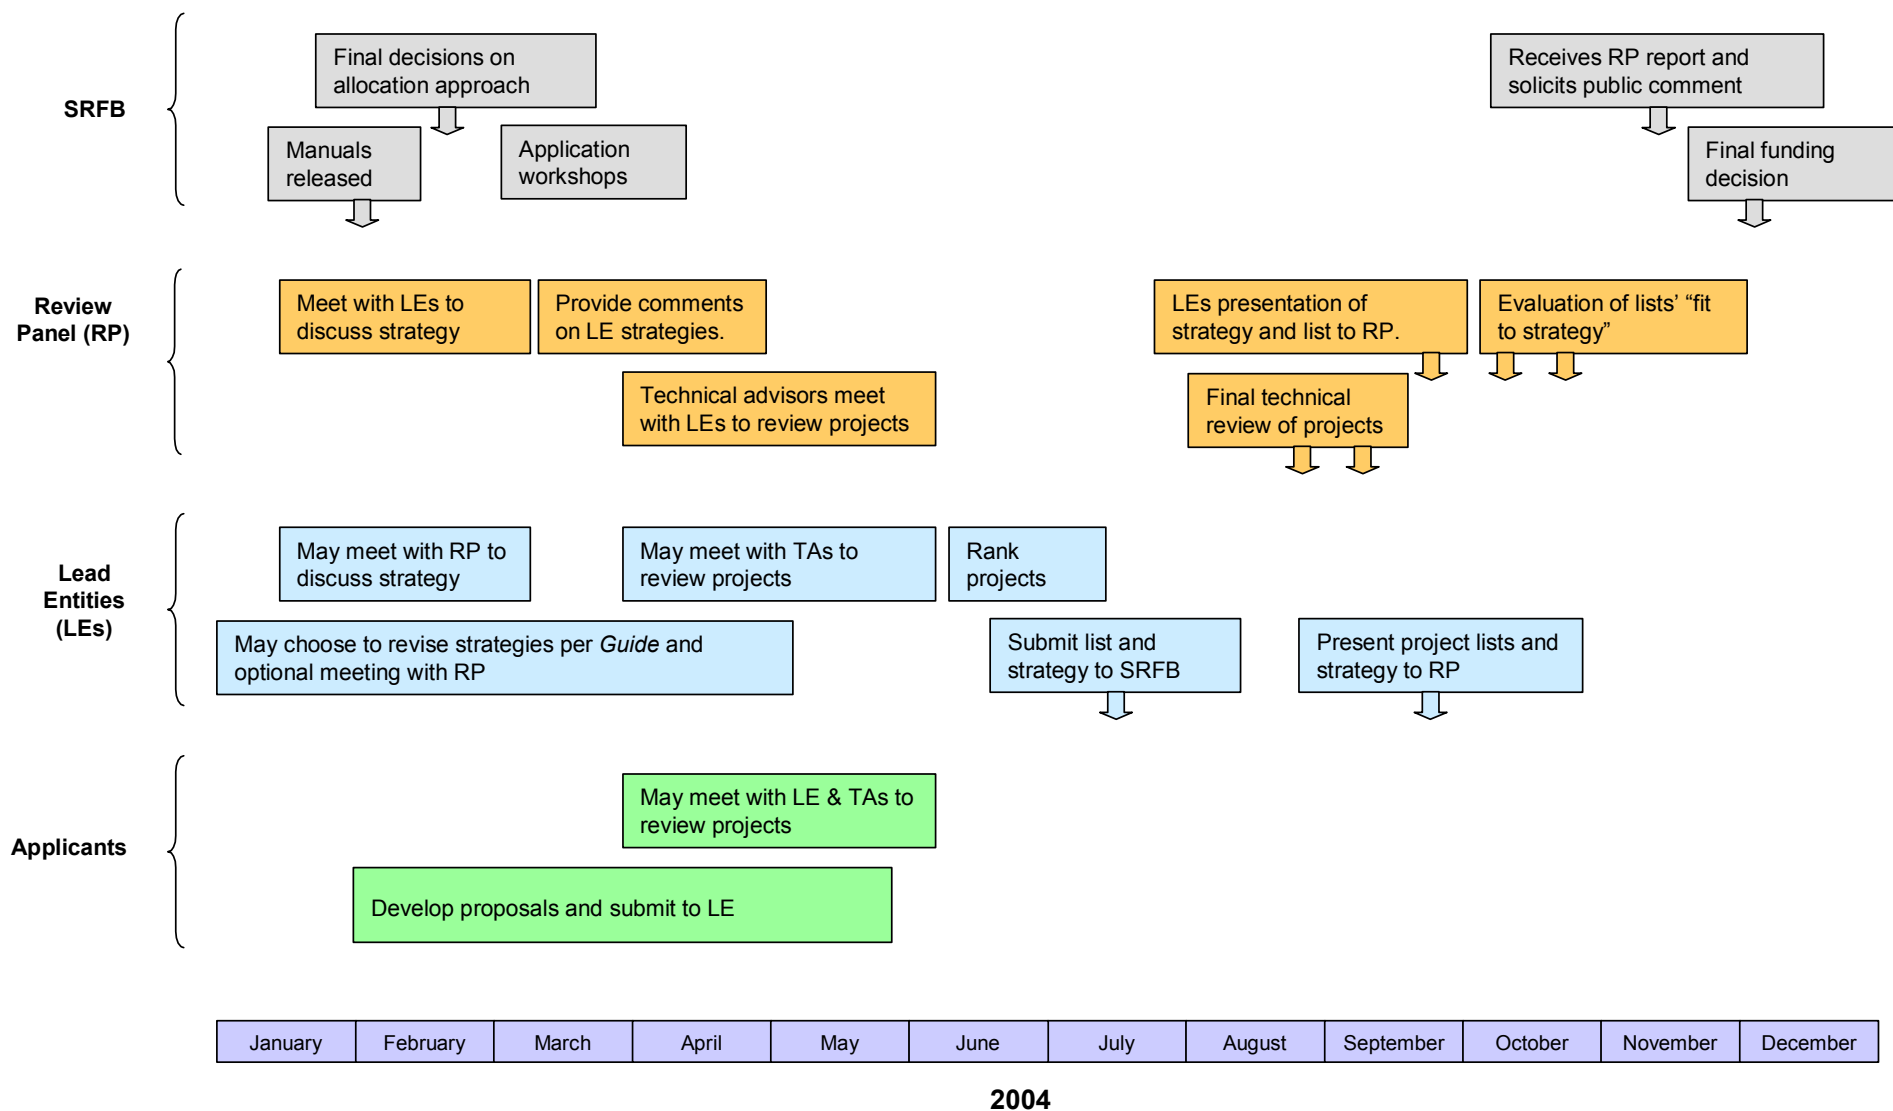 SRFB
Final decisions on
allocation approach
Manuals
released
Application
workshops
Receives RP report and
solicits public comment
Final funding
decision
Review
Panel (RP)
Meet with LEs to
discuss strategy
Provide comments
on LE strategies.
Technical advisors meet
with LEs to review projects
LEs presentation of
strategy and list to RP.
Final technical
review of projects
Evaluation of lists’ “fit
to strategy”
Lead
Entities
(LEs)
May meet with RP to
discuss strategy
May meet with TAs to
review projects
Rank
projects
May choose to revise strategies per Guide and
optional meeting with RP
Submit list and
strategy to SRFB
Present project lists and
strategy to RP
Applicants
May meet with LE & TAs to
review projects
Develop proposals and submit to LE
January February March April May June July August September October November December
2004